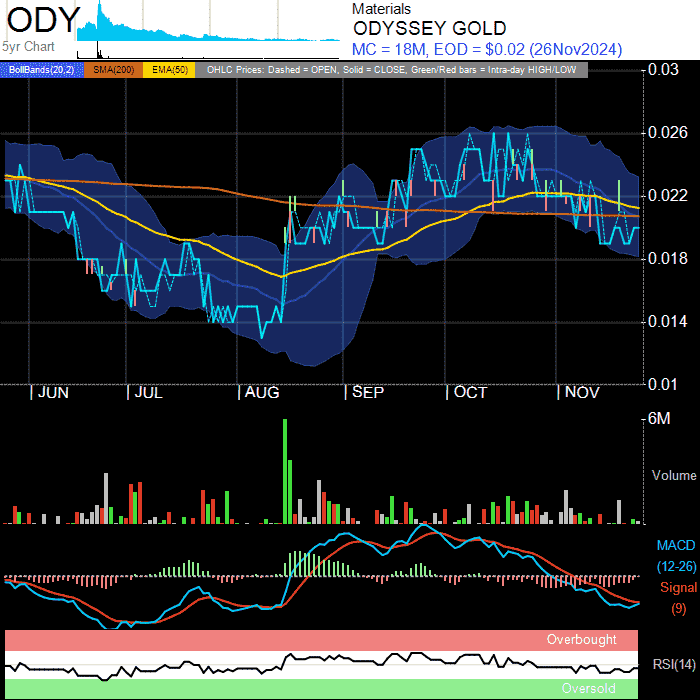 ODY
5yr Chart
Materials
ODYSSEY GOLD
MC = 18M, EOD = $0.02 (26Nov2024)
BollBands(20,2) SMA(200) EMA(50) OHLC Prices: Dashed = OPEN, Solid = CLOSE, Green/Red bars = Intra-day HIGH/LOW
0.03
0.026
0.022
0.018
0.014
0.01
| JUN | JUL | AUG | SEP | OCT | NOV
6M
Volume
MACD
(12-26)
Signal
(9)
Overbought
RSI(14)
Oversold